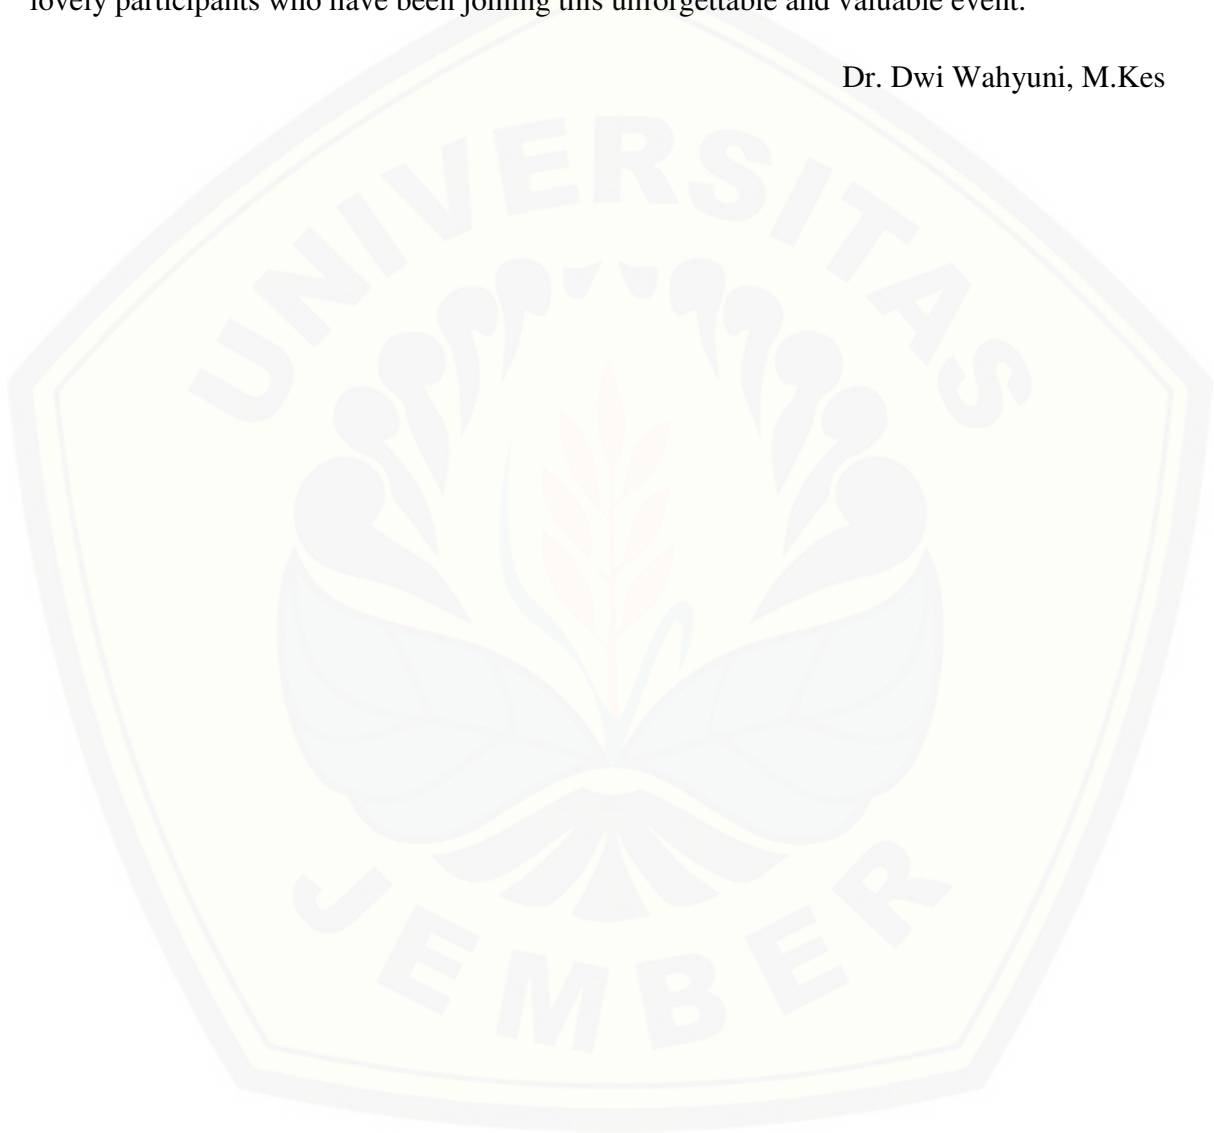 lovely participants who have been joining this unforgettable and valuable event.
Dr. Dwi Wahyuni, M.Kes
UNIVERSITAS
JEMBER